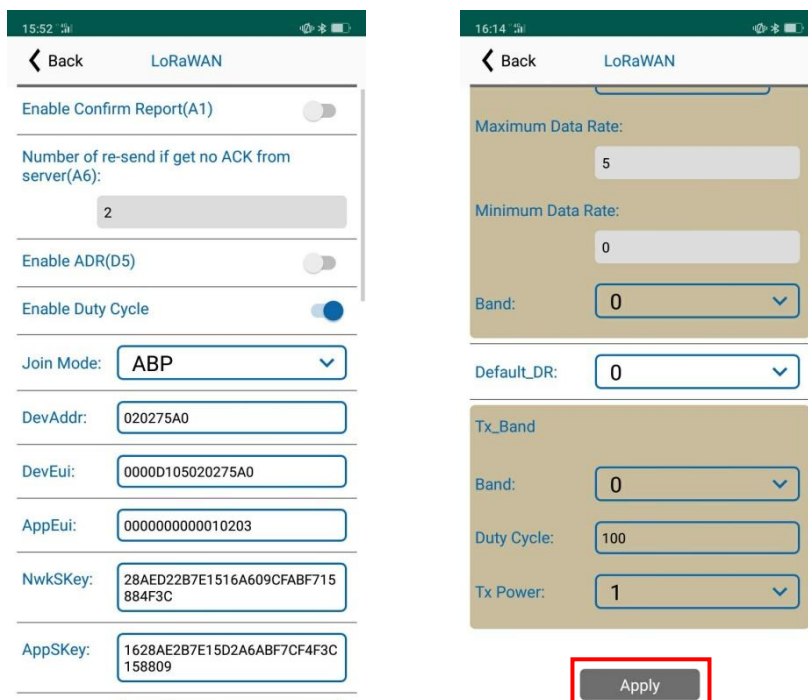 15:52
Back
LoRaWAN
Enable Confirm Report(A1)
Number of re-send if get no ACK from
server(A6):
2
Enable ADR(D5)
Enable Duty Cycle
Join Mode:
ABP
DevAddr:
020275A0
DevEui:
0000D105020275A0
AppEui:
0000000000010203
NwkSKey:
28AED22B7E1516A609CFABF715
884F3C
AppSKey:
1628AE2B7E15D2A6ABF7CF4F3C
158809
16:14
Back
LoRaWAN
Maximum Data Rate:
5
Minimum Data Rate:
0
Band:
0
Default_DR:
0
Tx_Band
Band:
0
Duty Cycle:
100
Tx Power:
1
Apply